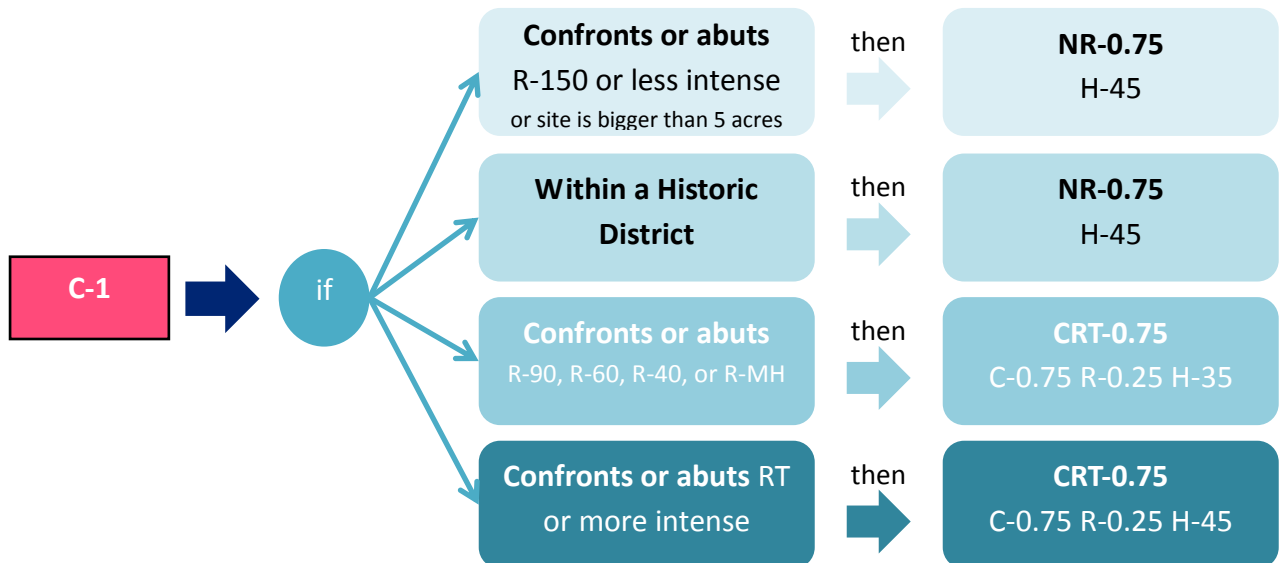 Confronts or abuts
R-150 or less intense
or site is bigger than 5 acres
then
NR-0.75
H-45
Within a Historic
District
then
NR-0.75
H-45
C-1
if
Confronts or abuts
R-90, R-60, R-40, or R-MH
then
CRT-0.75
C-0.75 R-0.25 H-35
Confronts or abuts RT
or more intense
then
CRT-0.75
C-0.75 R-0.25 H-45